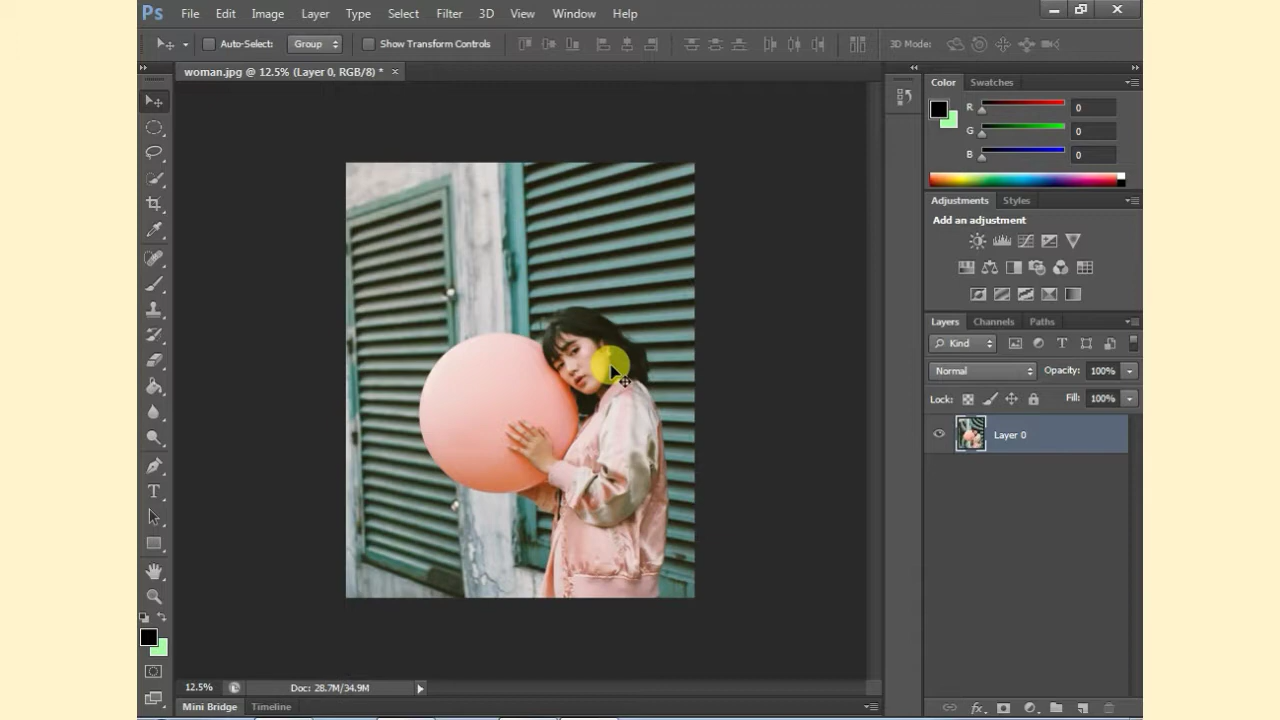 Ps File Edit Image Layer Type Select Filter 3D View Window Help
Auto-Select: Group Show Transform Controls 3D Mode:
woman.jpg @ 12.5% (Layer 0, RGB/8) *
Color Swatches
R 0
G 0
B 0
Adjustments Styles
Add an adjustment
Layers Channels Paths
Kind
Normal Opacity: 100%
Lock: Fill: 100%
Layer 0
12.5% Doc: 28.7M/34.9M
Mini Bridge Timeline